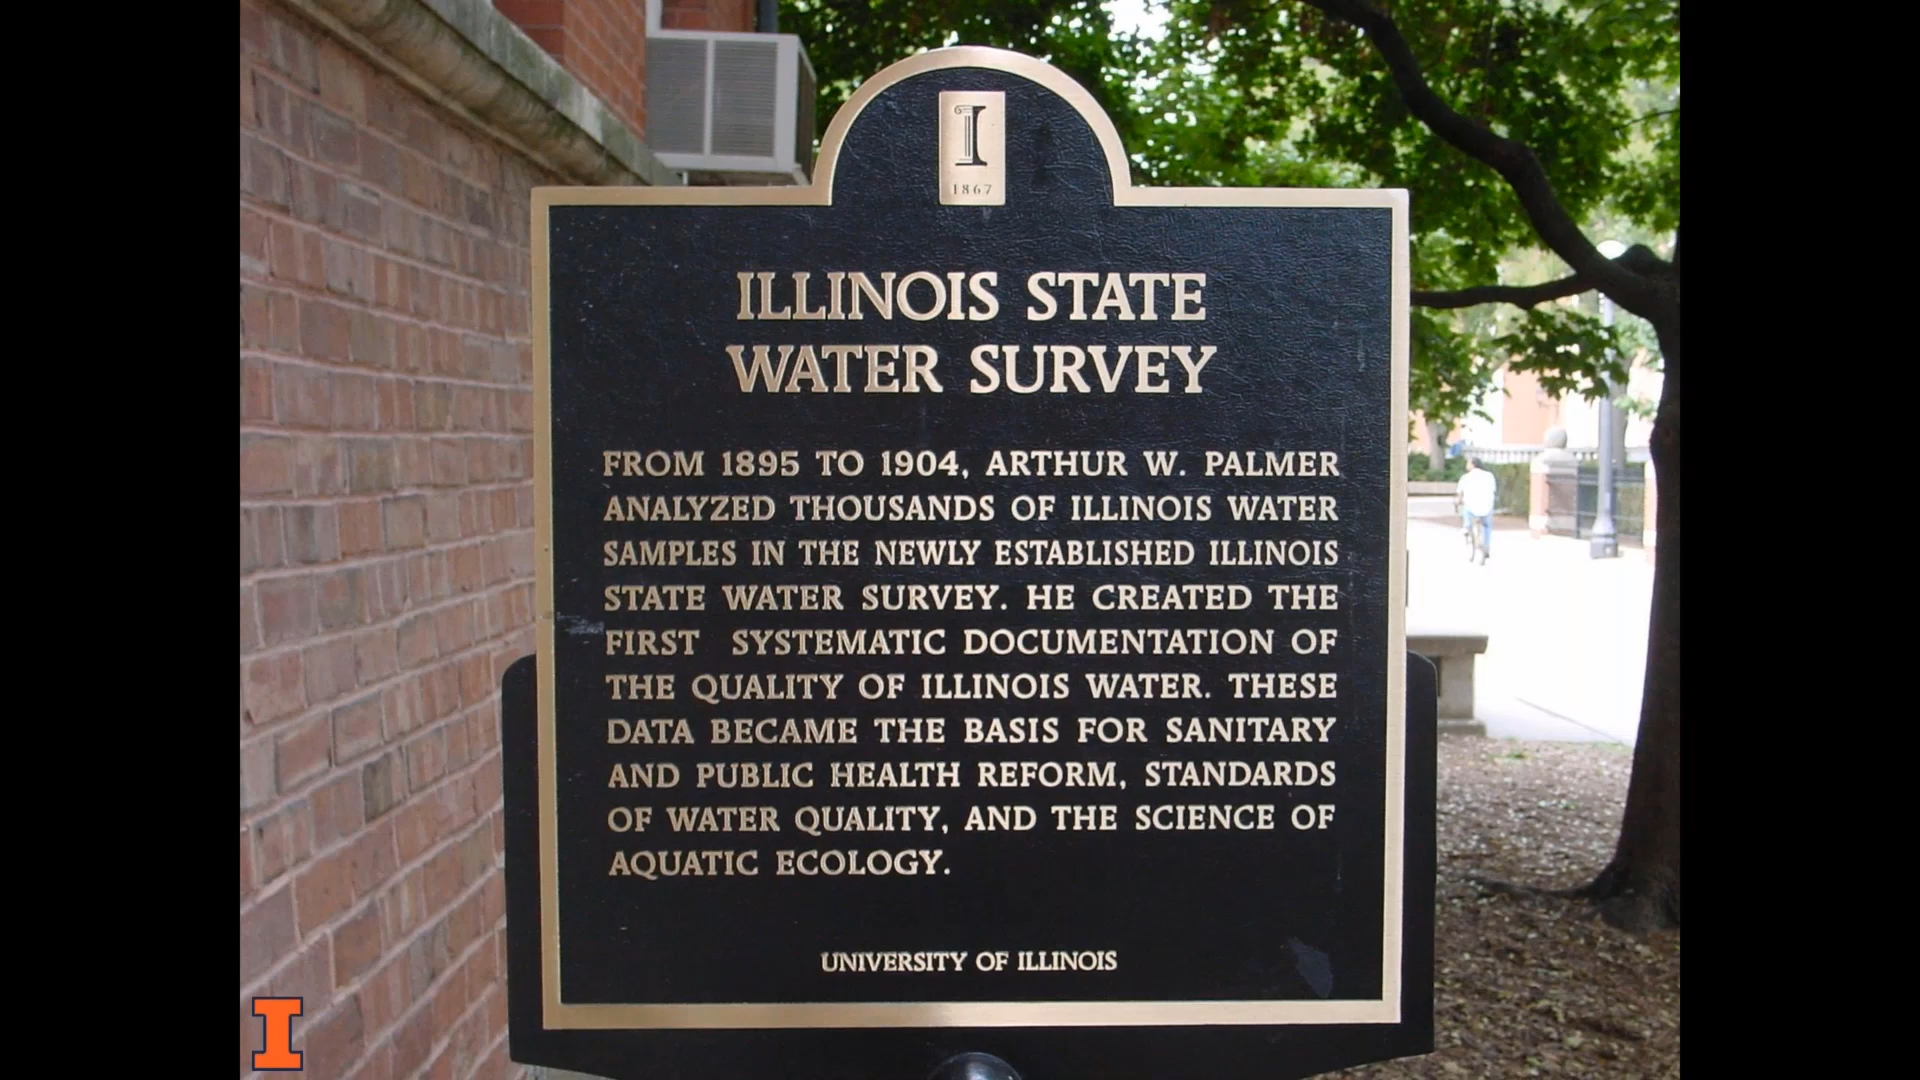 I
1867
ILLINOIS STATE
WATER SURVEY
FROM 1895 TO 1904, ARTHUR W. PALMER
ANALYZED THOUSANDS OF ILLINOIS WATER
SAMPLES IN THE NEWLY ESTABLISHED ILLINOIS
STATE WATER SURVEY. HE CREATED THE
FIRST SYSTEMATIC DOCUMENTATION OF
THE QUALITY OF ILLINOIS WATER. THESE
DATA BECAME THE BASIS FOR SANITARY
AND PUBLIC HEALTH REFORM, STANDARDS
OF WATER QUALITY, AND THE SCIENCE OF
AQUATIC ECOLOGY.
UNIVERSITY OF ILLINOIS
I